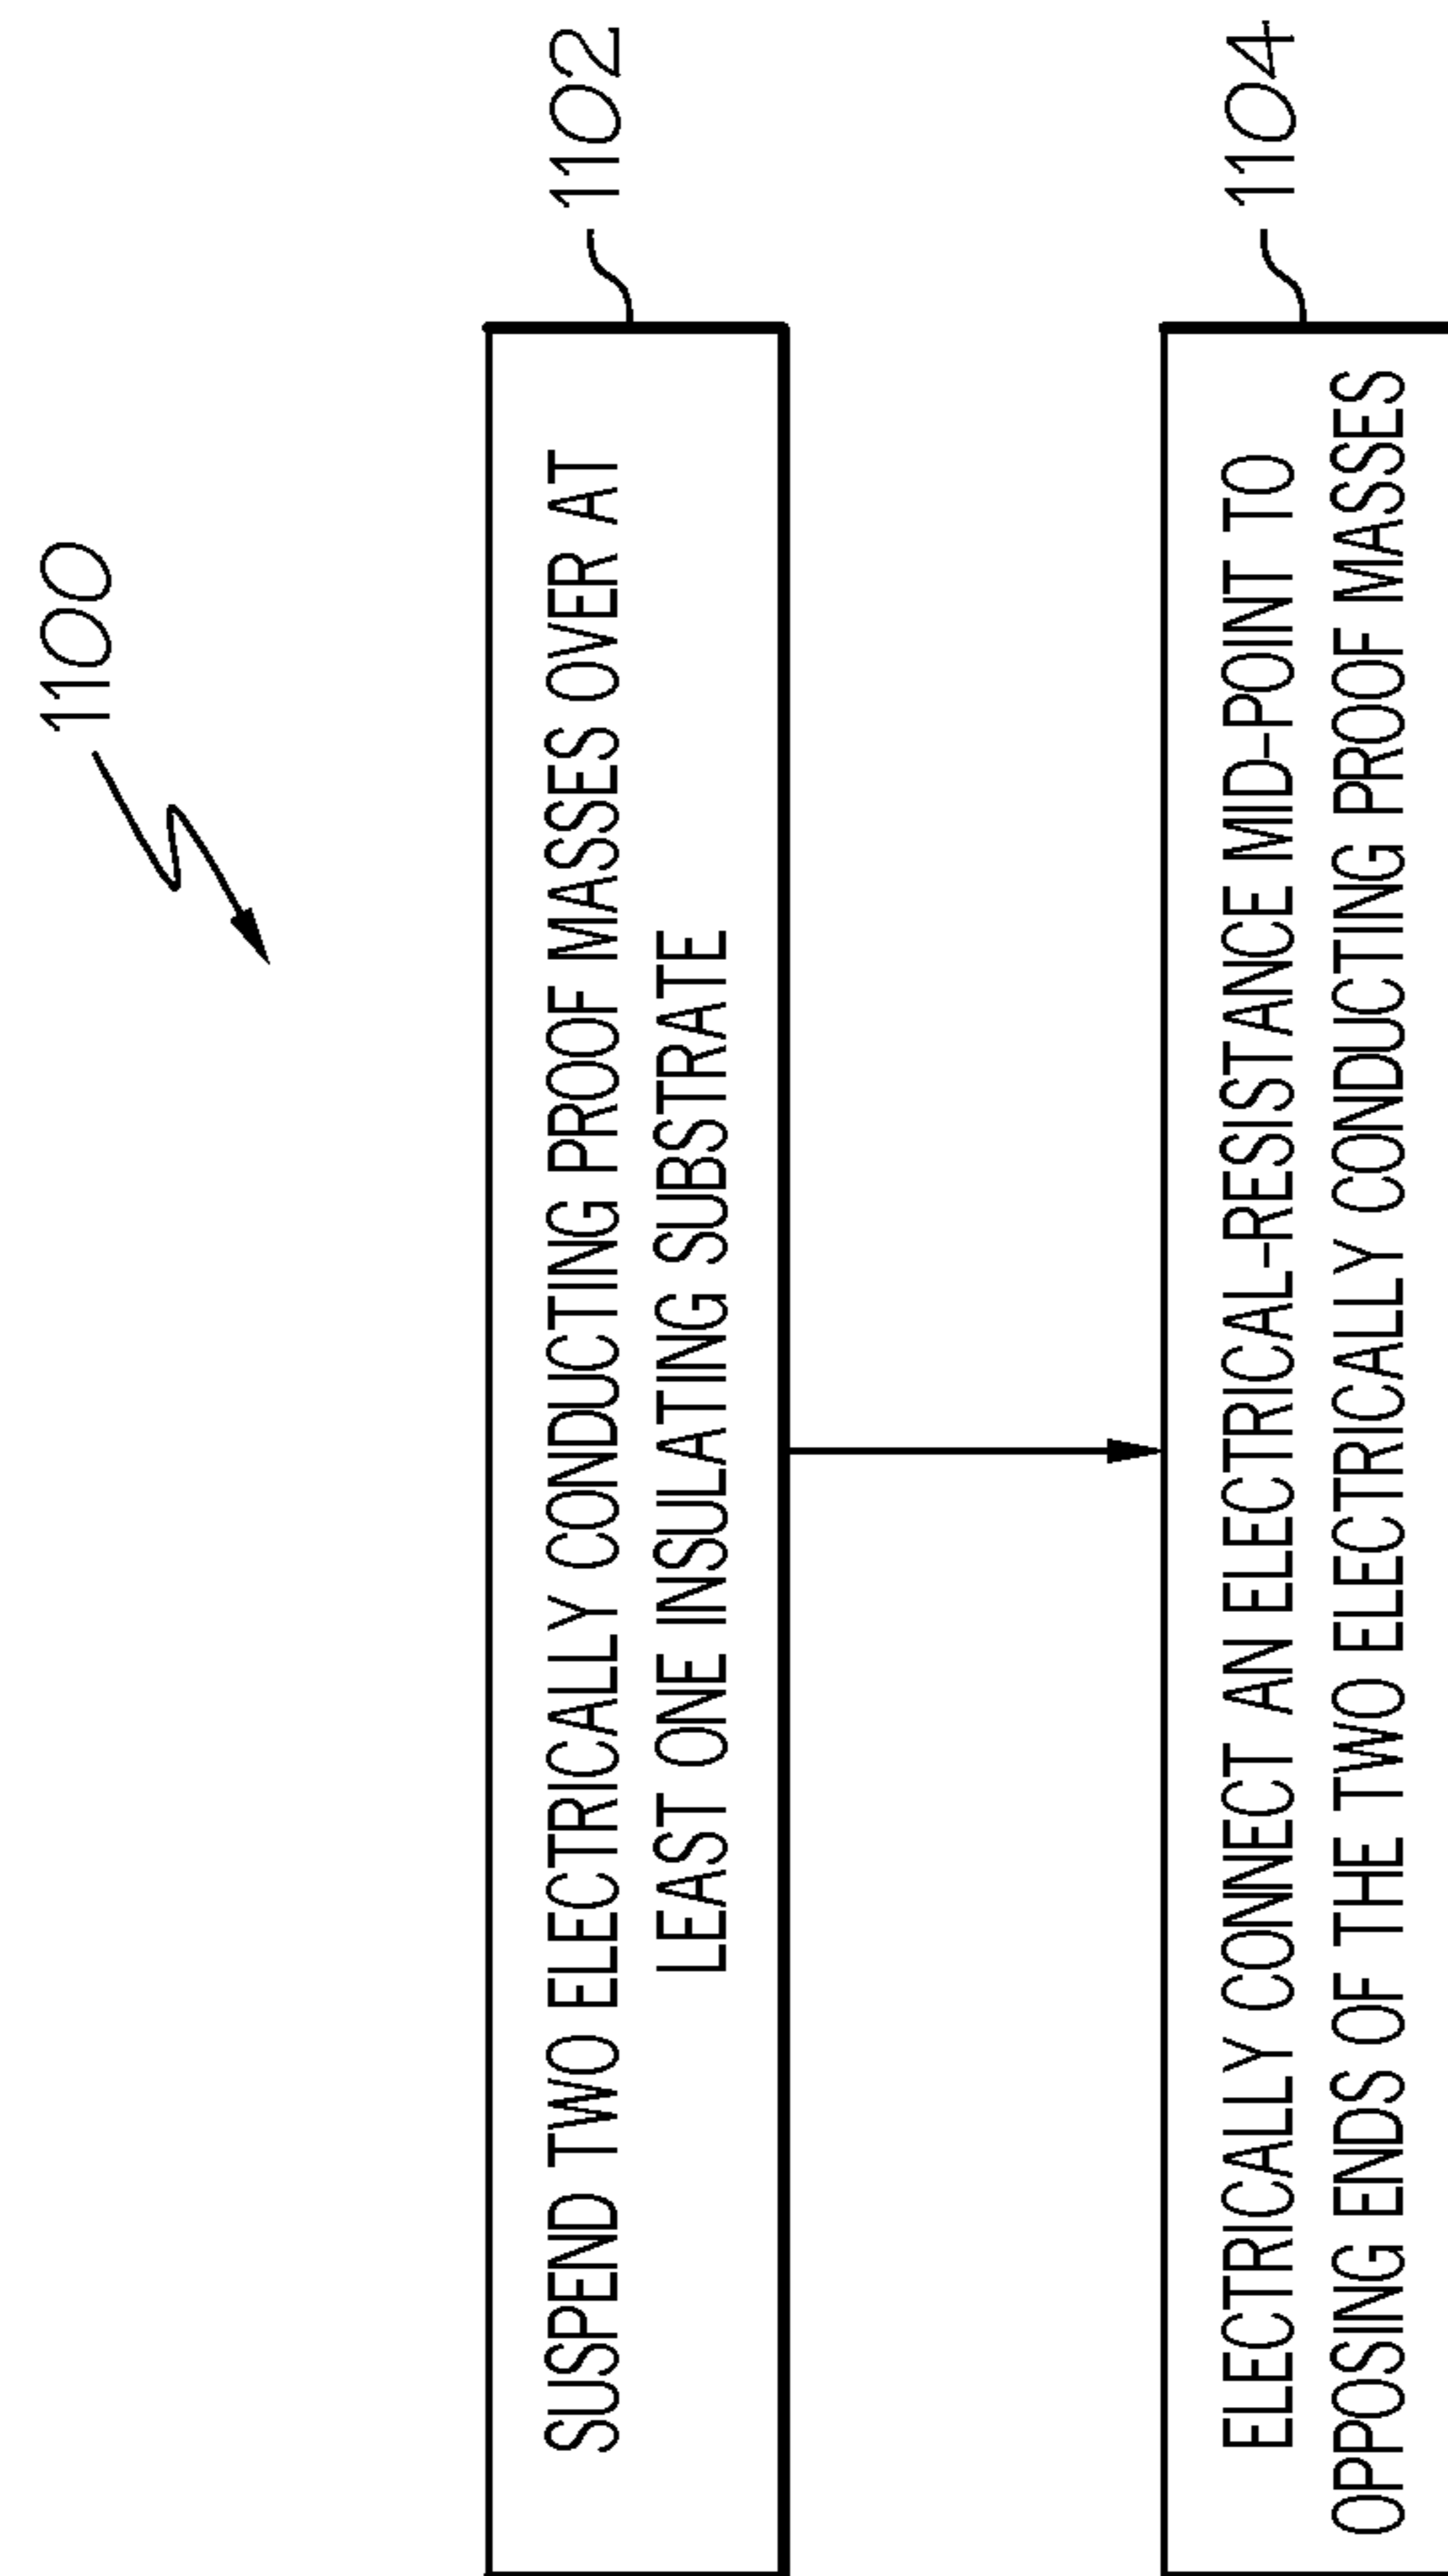 1100
SUSPEND TWO ELECTRICALLY CONDUCTING PROOF MASSES OVER AT
LEAST ONE INSULATING SUBSTRATE
1102
ELECTRICALLY CONNECT AN ELECTRICAL-RESISTANCE MID-POINT TO
OPPOSING ENDS OF THE TWO ELECTRICALLY CONDUCTING PROOF MASSES
1104